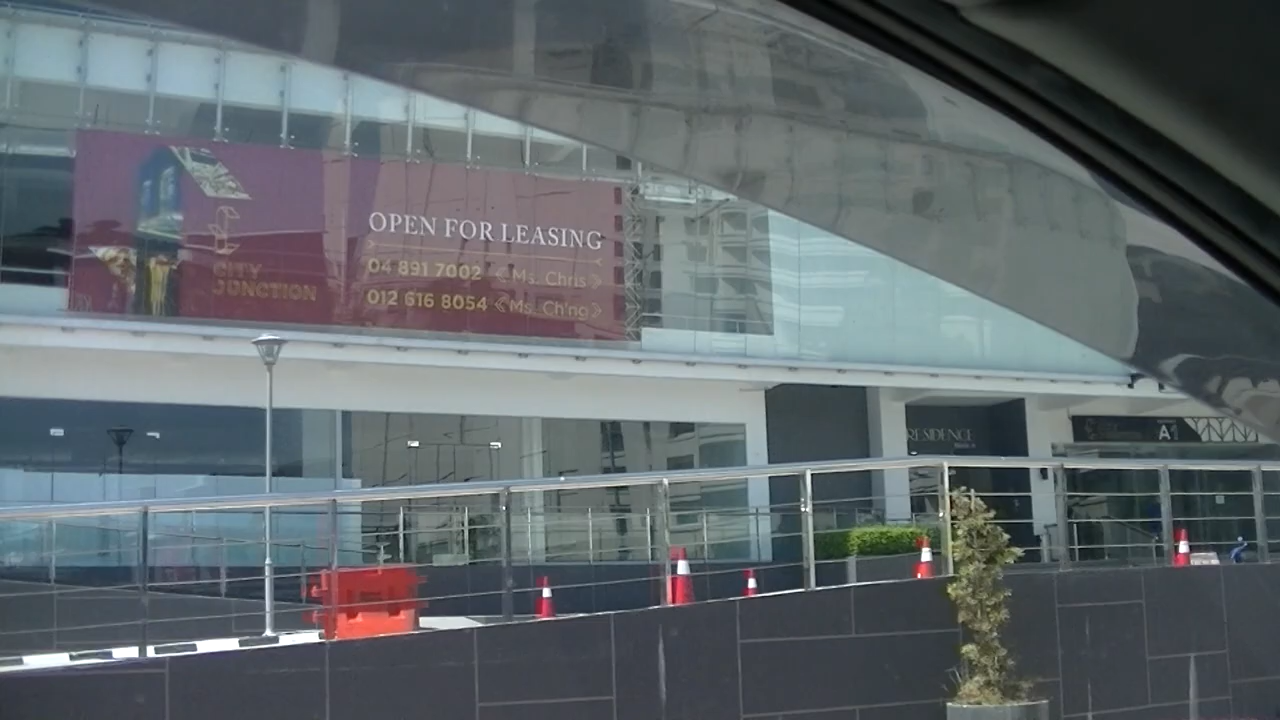 CITY
JUNCTION
OPEN FOR LEASING
04 891 7002 << Ms. Chris >>
012 616 8054 << Ms. Ch'ng >>
RESIDENCE
A1